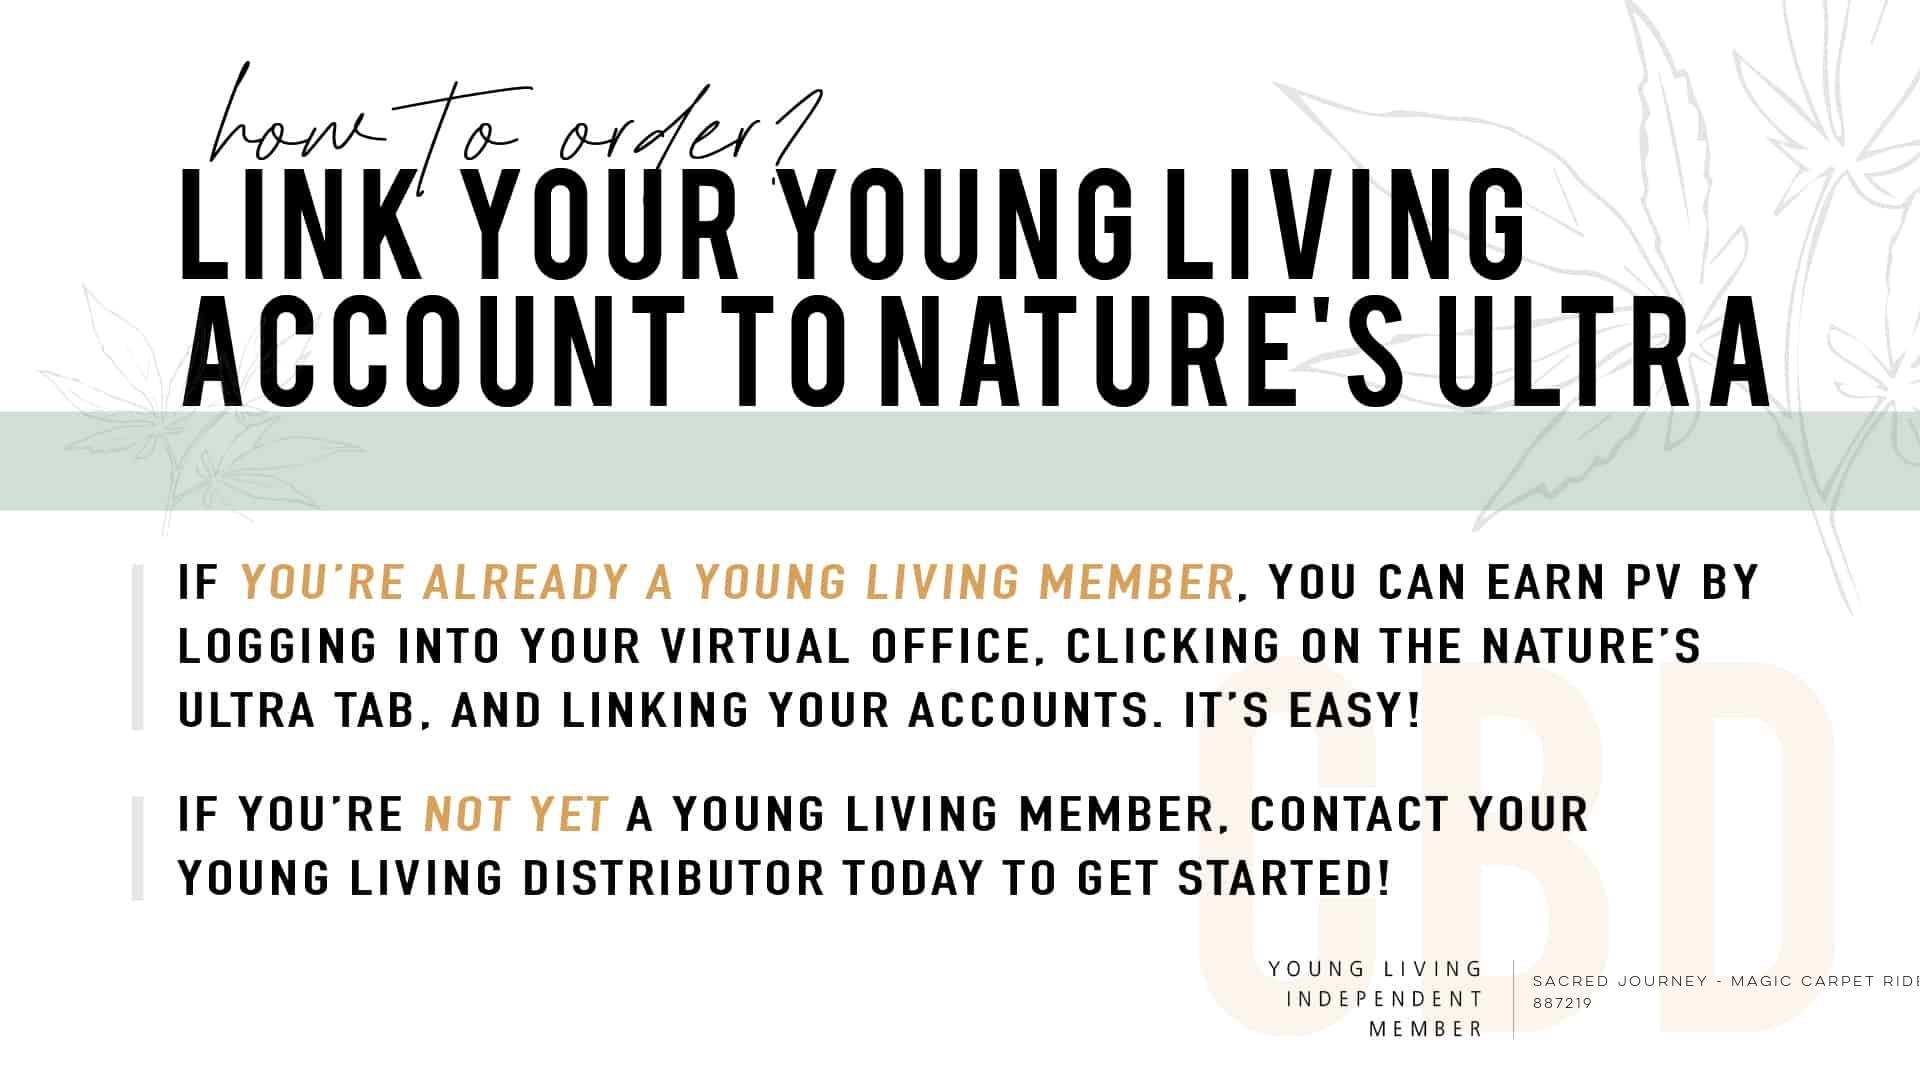 how to order?
LINK YOUR YOUNG LIVING
ACCOUNT TO NATURE'S ULTRA
IF YOU’RE ALREADY A YOUNG LIVING MEMBER, YOU CAN EARN PV BY
LOGGING INTO YOUR VIRTUAL OFFICE, CLICKING ON THE NATURE’S
ULTRA TAB, AND LINKING YOUR ACCOUNTS. IT’S EASY!
IF YOU’RE NOT YET A YOUNG LIVING MEMBER, CONTACT YOUR
YOUNG LIVING DISTRIBUTOR TODAY TO GET STARTED!
CBD
YOUNG LIVING
INDEPENDENT
MEMBER
SACRED JOURNEY - MAGIC CARPET RIDE
887219